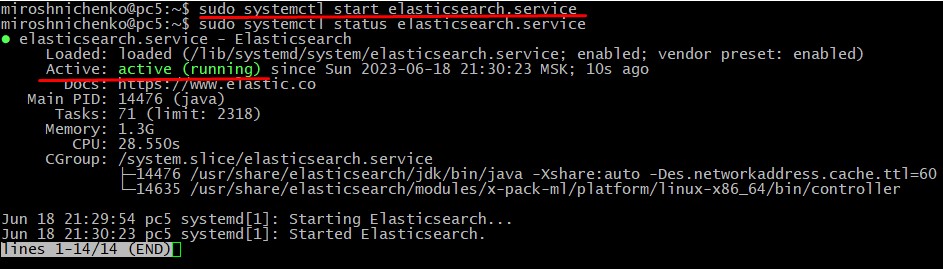 miroshnichenko@pc5:~$ sudo systemctl start elasticsearch.service
miroshnichenko@pc5:~$ sudo systemctl status elasticsearch.service
● elasticsearch.service - Elasticsearch
Loaded: loaded (/lib/systemd/system/elasticsearch.service; enabled; vendor preset: enabled)
Active: active (running) since Sun 2023-06-18 21:30:23 MSK; 10s ago
Docs: https://www.elastic.co
Main PID: 14476 (java)
Tasks: 71 (limit: 2318)
Memory: 1.3G
CPU: 28.550s
CGroup: /system.slice/elasticsearch.service
├─14476 /usr/share/elasticsearch/jdk/bin/java -Xshare:auto -Des.networkaddress.cache.ttl=60
└─14635 /usr/share/elasticsearch/modules/x-pack-ml/platform/linux-x86_64/bin/controller
Jun 18 21:29:54 pc5 systemd[1]: Starting Elasticsearch...
Jun 18 21:30:23 pc5 systemd[1]: Started Elasticsearch.
lines 1-14/14 (END)